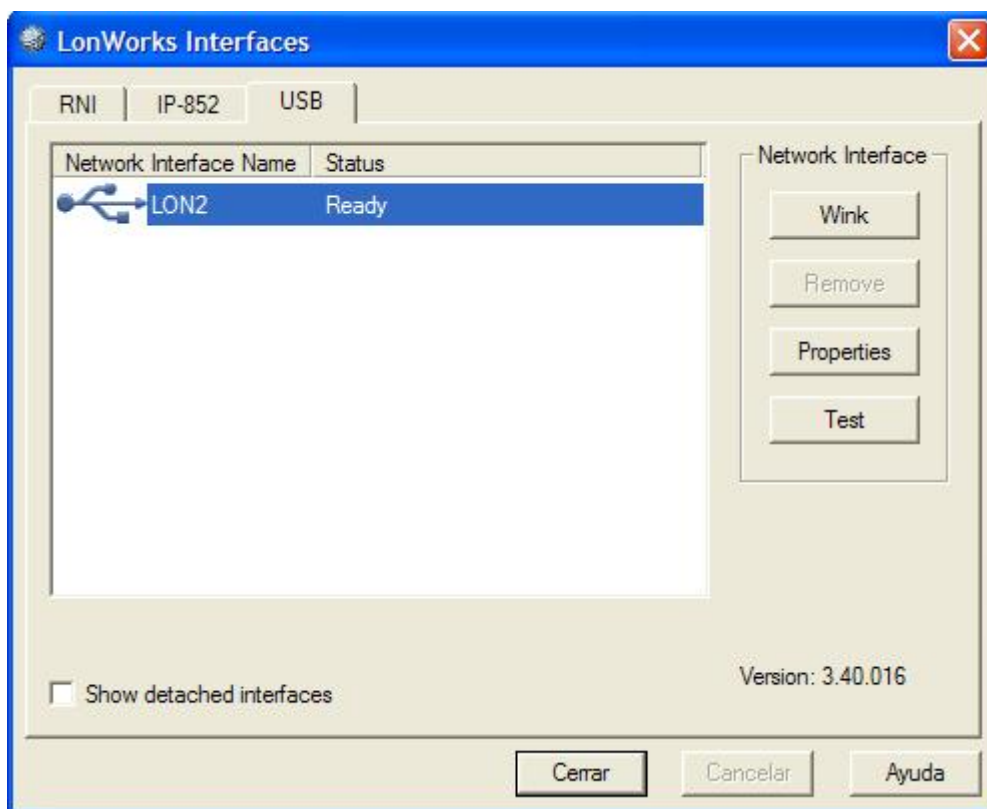 LonWorks Interfaces
RNI IP-852 USB
Network Interface Name Status
LON2 Ready
Network Interface
Wink
Remove
Properties
Test
Show detached interfaces
Version: 3.40.016
Cerrar Cancelar Ayuda